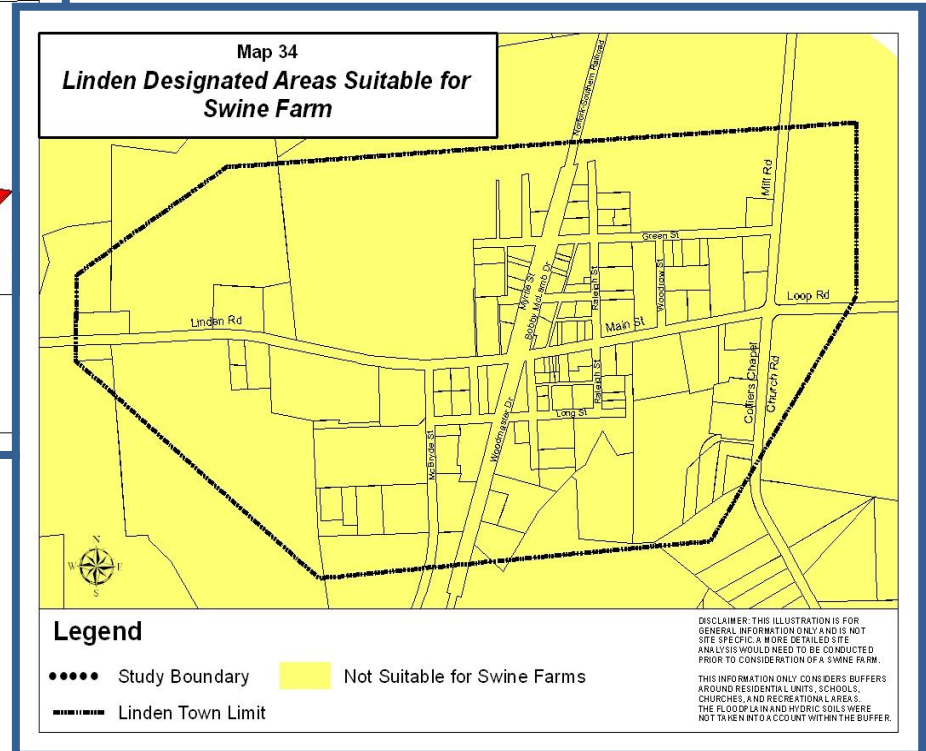 Map 34
Linden Designated Areas Suitable for
Swine Farm
Norfolk-Southern Railroad
Mill Rd
Green St
Myrtle St
Bobby McLamb Dr
Raleigh St
Woodrow St
Loop Rd
Linden Rd
Main St
Colliers Chapel
Church Rd
Raleigh St
Long St
Woodmaster Dr
McBryde St
N
W
E
S
Legend
Study Boundary
Not Suitable for Swine Farms
Linden Town Limit
DISCLAIMER: THIS ILLUSTRATION IS FOR
GENERAL INFORMATION ONLY AND IS NOT
SITE SPECFIC. A MORE DETAILED SITE
ANALYSIS WOULD NEED TO BE CONDUCTED
PRIOR TO CONSIDERATION OF A SWINE FARM.
THIS INFORMATION ONLY CONSIDERS BUFFERS
AROUND RESIDENTIAL UNITS, SCHOOLS,
CHURCHES, AND RECREATIONAL AREAS.
THE FLOODPLAIN AND HYDRIC SOILS WERE
NOT TAKEN INTO ACCOUNT WITHIN THE BUFFER.